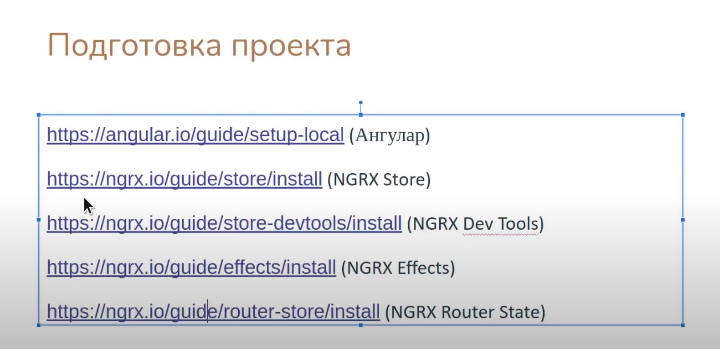 Подготовка проекта
https://angular.io/guide/setup-local (Ангулар)
https://ngrx.io/guide/store/install (NGRX Store)
https://ngrx.io/guide/store-devtools/install (NGRX Dev Tools)
https://ngrx.io/guide/effects/install (NGRX Effects)
https://ngrx.io/guide/router-store/install (NGRX Router State)